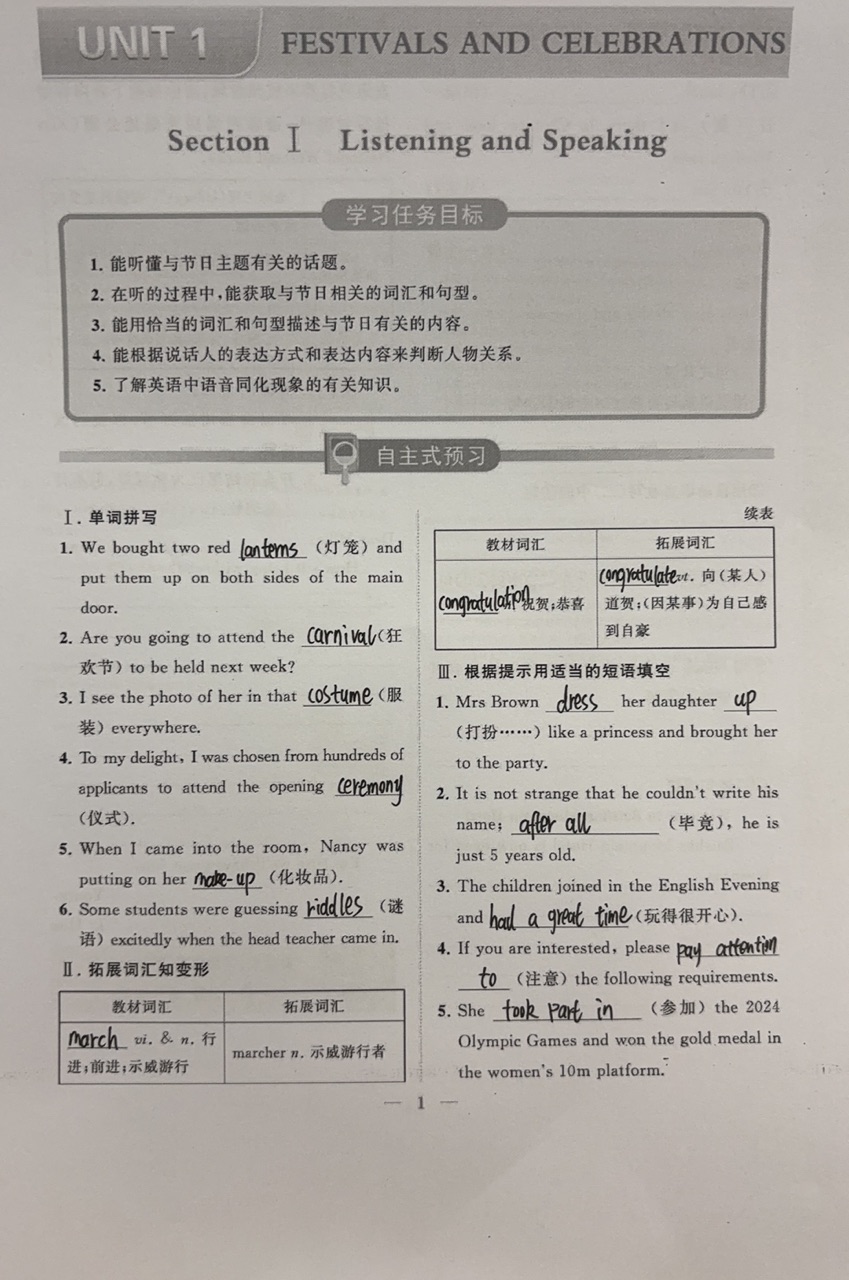 UNIT 1 FESTIVALS AND CELEBRATIONS
Section Ⅰ Listening and Speaking
学习任务目标
1. 能听懂与节日主题有关的话题。
2. 在听的过程中,能获取与节日相关的词汇和句型。
3. 能用恰当的词汇和句型描述与节日有关的内容。
4. 能根据说话人的表达方式和表达内容来判断人物关系。
5. 了解英语中语音同化现象的有关知识。
自主式预习
Ⅰ. 单词拼写
1. We bought two red lanterns (灯笼) and
put them up on both sides of the main
door.
2. Are you going to attend the carnival (狂
欢节) to be held next week?
3. I see the photo of her in that costume (服
装) everywhere.
4. To my delight, I was chosen from hundreds of
applicants to attend the opening ceremony
(仪式).
5. When I came into the room, Nancy was
putting on her make-up (化妆品).
6. Some students were guessing riddles (谜
语) excitedly when the head teacher came in.
Ⅱ. 拓展词汇知变形
教材词汇 拓展词汇
march vi. & n. 行
进;前进;示威游行
marcher n. 示威游行者
续表
教材词汇 拓展词汇
congratulation 祝贺;恭喜
congratulate vt. 向(某人)
道贺;(因某事)为自己感
到自豪
Ⅲ. 根据提示用适当的短语填空
1. Mrs Brown dress her daughter up
(打扮……) like a princess and brought her
to the party.
2. It is not strange that he couldn't write his
name; after all (毕竟), he is
just 5 years old.
3. The children joined in the English Evening
and had a great time (玩得很开心).
4. If you are interested, please pay attention
to (注意) the following requirements.
5. She took part in (参加) the 2024
Olympic Games and won the gold medal in
the women's 10m platform.
— 1 —